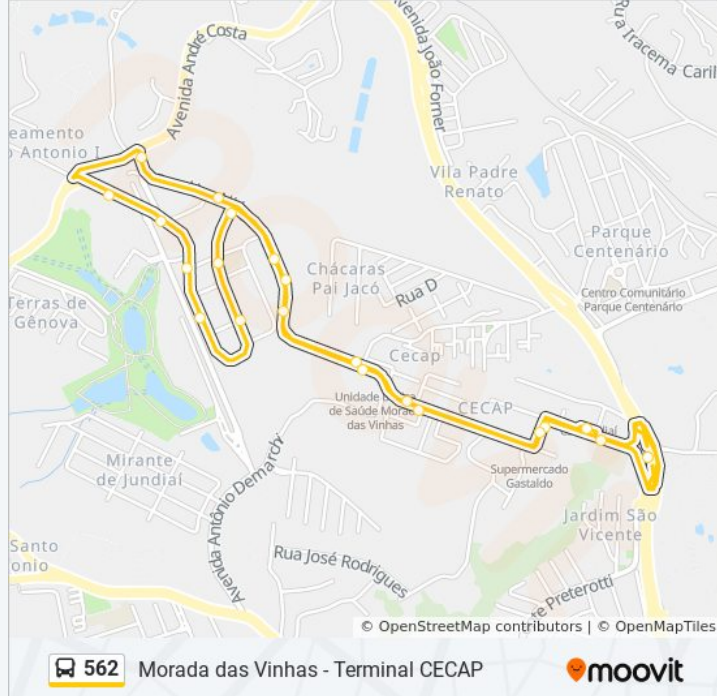 Avenida André Costa
Avenida João Forner
Rua Iracema Caril
eamento
o Antonio I
Vila Padre
Renato
Parque
Centenário
Centro Comunitário
Parque Centenário
Chácaras
Pai Jacó
Rua D
Terras de
Gênova
Cecap
Unidade
de Saúde Mora
das Vinhas
CECAP
Supermercado
Gastaldo
Mirante
de Jundiaí
Avenida Antônio Demarchi
Jardim São
Vicente
Santo
onio
Rua José Rodrigues
te Preterotti
© OpenStreetMap contributors | © OpenMapTiles
562 Morada das Vinhas - Terminal CECAP
moovit